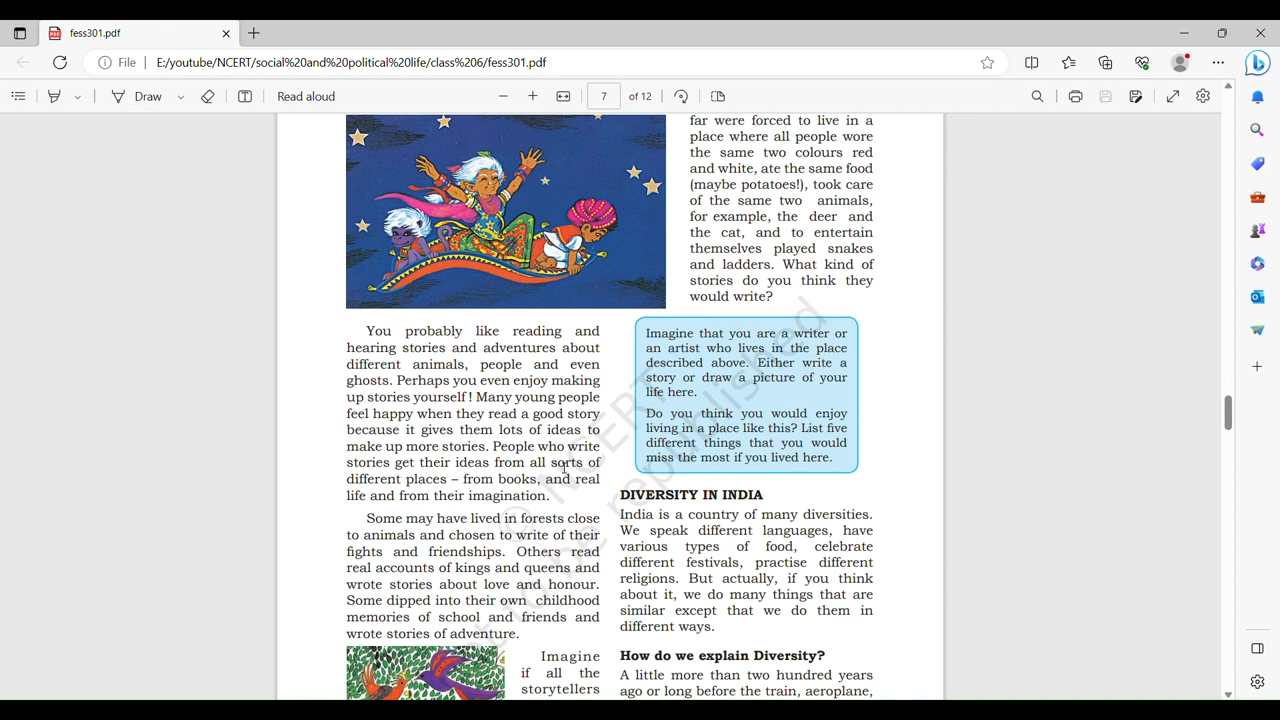 fess301.pdf
File
E:/youtube/NCERT/social%20and%20political%20life/class%206/fess301.pdf
Draw
Read aloud
7
of 12
far were forced to live in a
place where all people wore
the same two colours red
and white, ate the same food
(maybe potatoes!), took care
of the same two animals,
for example, the deer and
the cat, and to entertain
themselves played snakes
and ladders. What kind of
stories do you think they
would write?
You probably like reading and
hearing stories and adventures about
different animals, people and even
ghosts. Perhaps you even enjoy making
up stories yourself ! Many young people
feel happy when they read a good story
because it gives them lots of ideas to
make up more stories. People who write
stories get their ideas from all sorts of
different places – from books, and real
life and from their imagination.
Some may have lived in forests close
to animals and chosen to write of their
fights and friendships. Others read
real accounts of kings and queens and
wrote stories about love and honour.
Some dipped into their own childhood
memories of school and friends and
wrote stories of adventure.
Imagine
if all the
storytellers
Imagine that you are a writer or
an artist who lives in the place
described above. Either write a
story or draw a picture of your
life here.
Do you think you would enjoy
living in a place like this? List five
different things that you would
miss the most if you lived here.
DIVERSITY IN INDIA
India is a country of many diversities.
We speak different languages, have
various types of food, celebrate
different festivals, practise different
religions. But actually, if you think
about it, we do many things that are
similar except that we do them in
different ways.
How do we explain Diversity?
A little more than two hundred years
ago or long before the train, aeroplane,
© NCERT
not to be republished